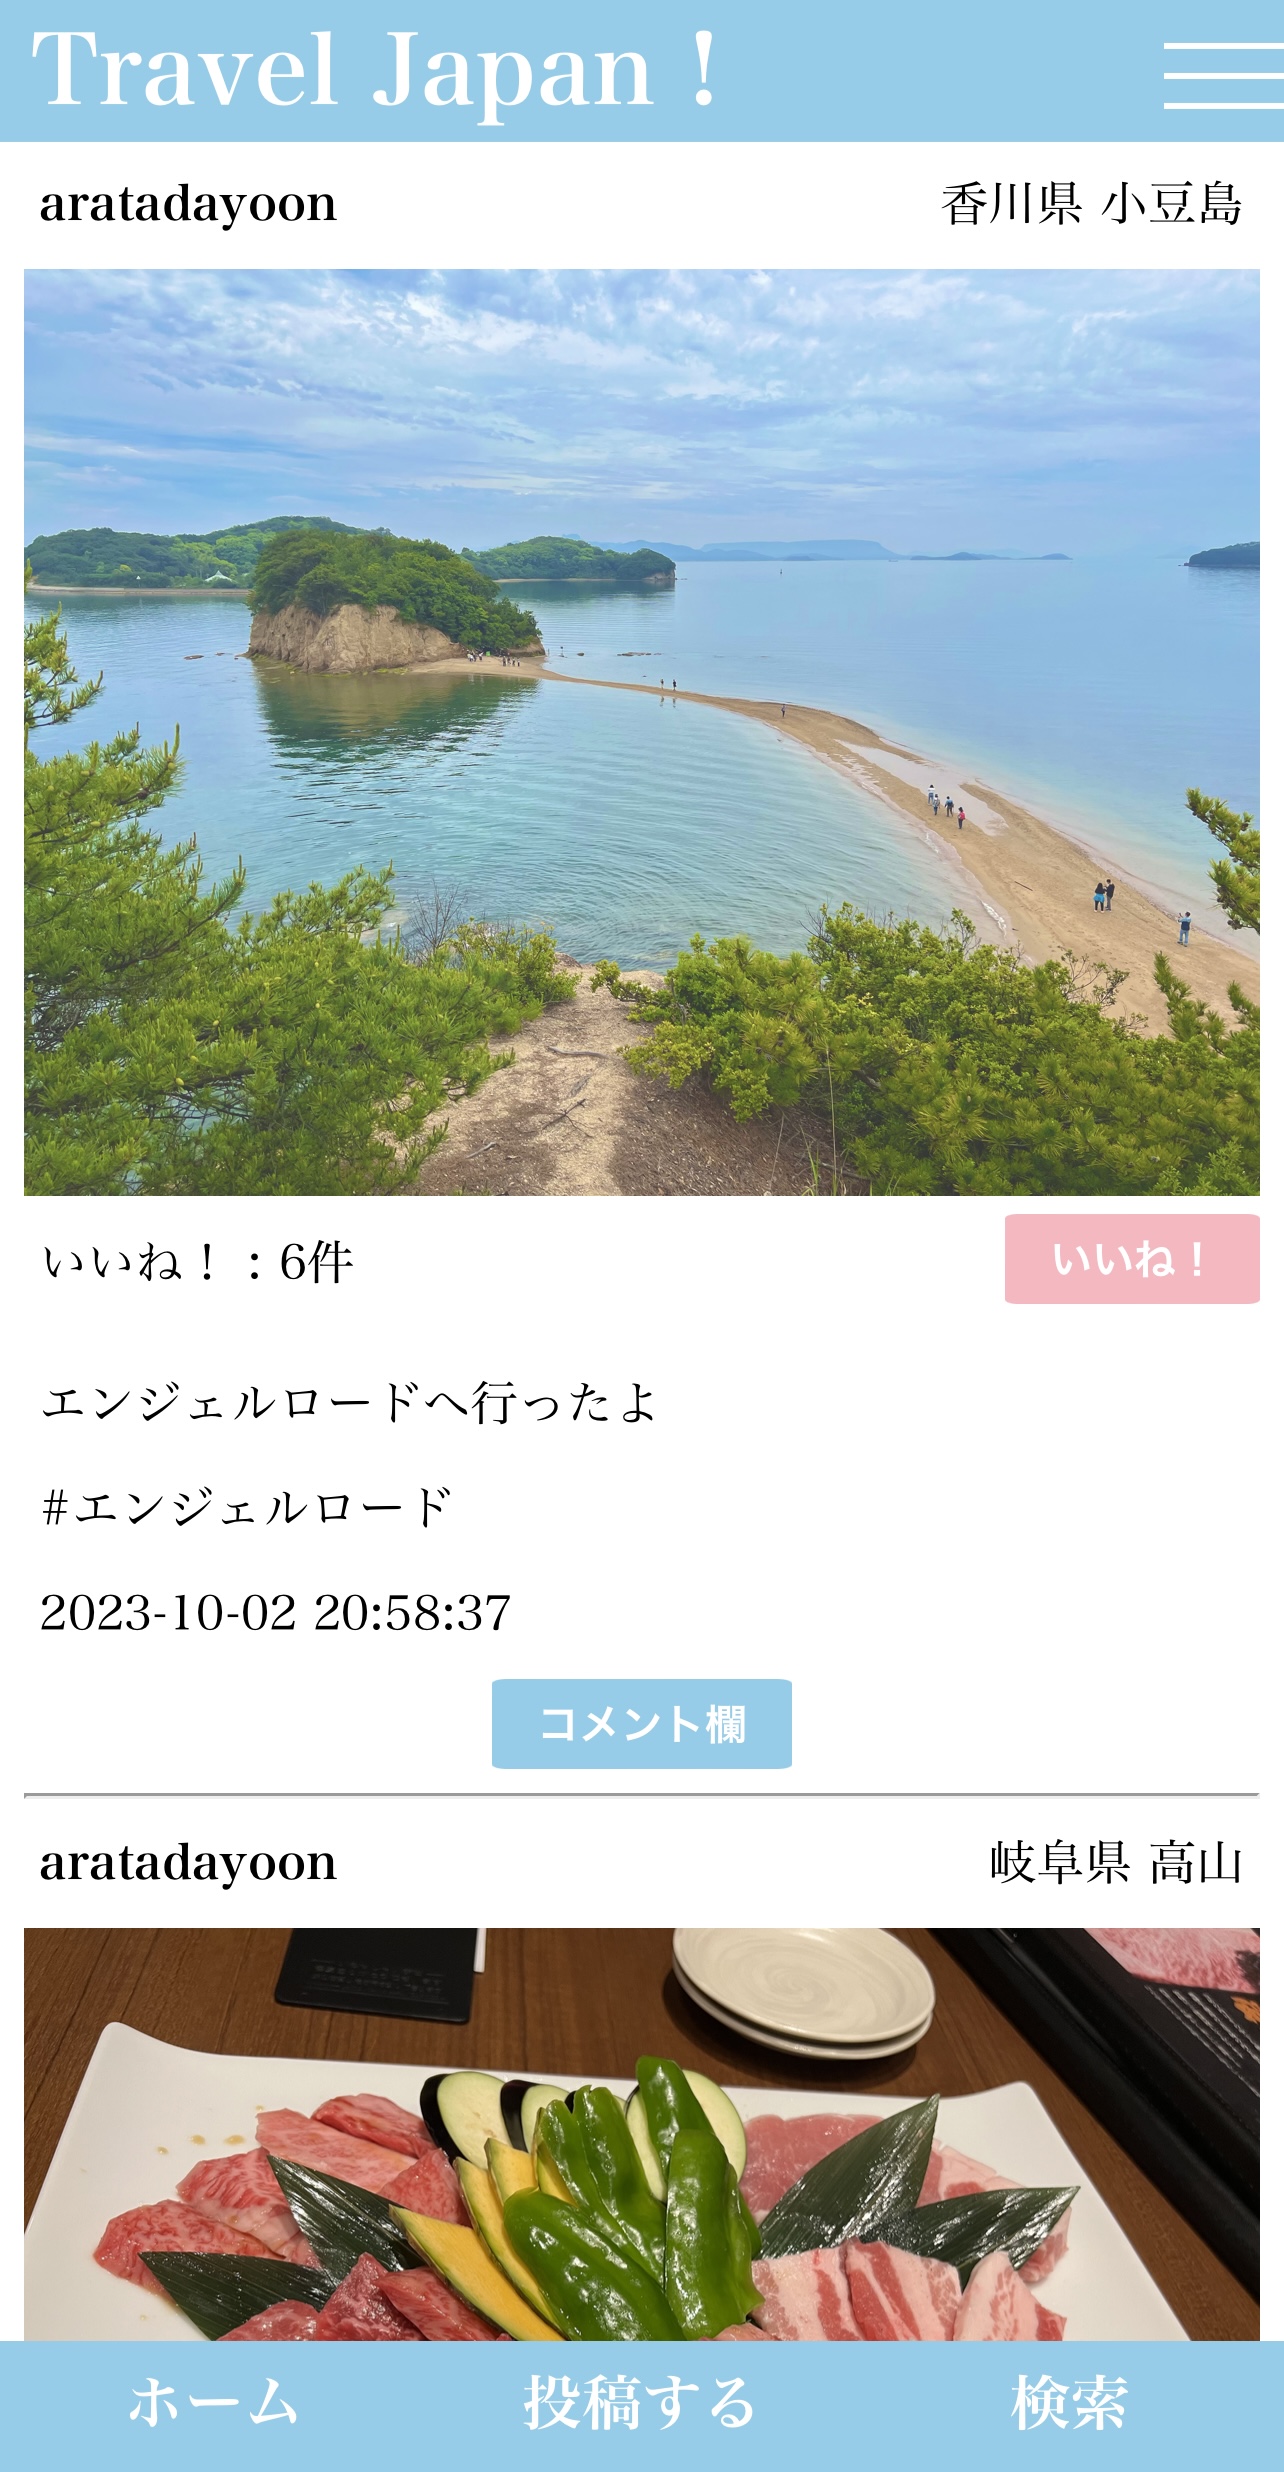 Travel Japan！
aratadayoon
香川県 小豆島
いいね！：6件
いいね！
エンジェルロードへ行ったよ
#エンジェルロード
2023-10-02 20:58:37
コメント欄
aratadayoon
岐阜県 高山
ホーム
投稿する
検索